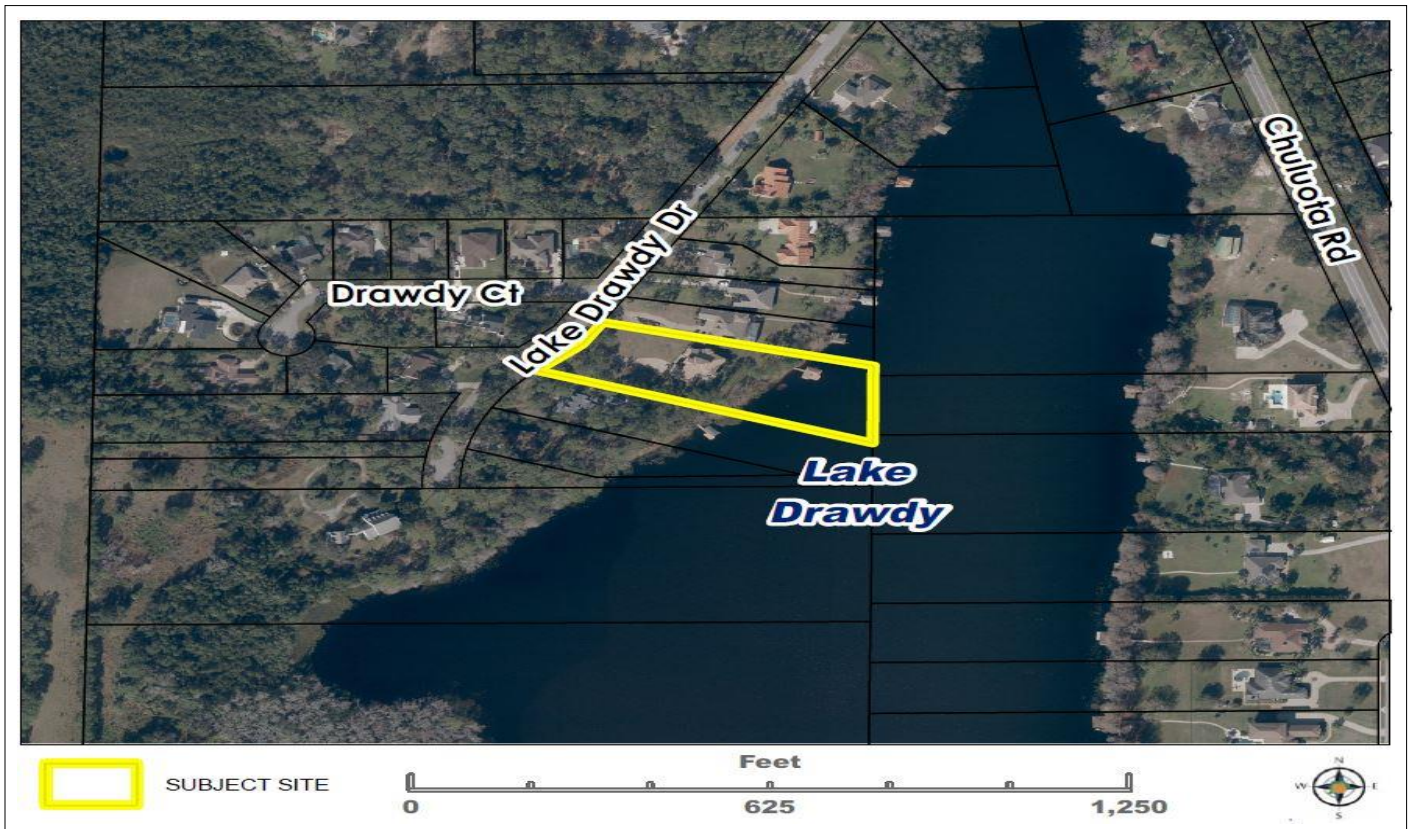 Chuluota Rd
Lake Drawdy Dr
Drawdy Ct
Lake
Drawdy
SUBJECT SITE
Feet
0 625 1,250
N
W E
S